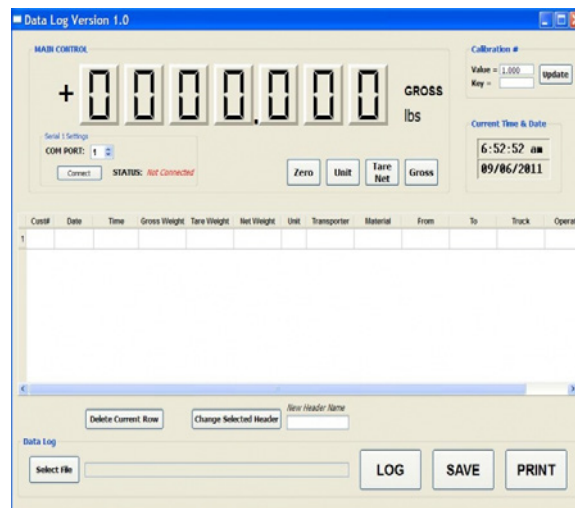 Data Log Version 1.0
MAIN CONTROL
+ 0000.000 GROSS
lbs
Serial 1 Settings
COM PORT: 1
Connect STATUS: Not Connected
Zero Unit Tare Net Gross
Calibration #
Value = 1.000
Key =
Update
Current Time & Date
6:52:52 am
09/06/2011
Cust# Date Time Gross Weight Tare Weight Net Weight Unit Transporter Material From To Truck Operat
1
Delete Current Row Change Selected Header New Header Name
Data Log
Select File LOG SAVE PRINT